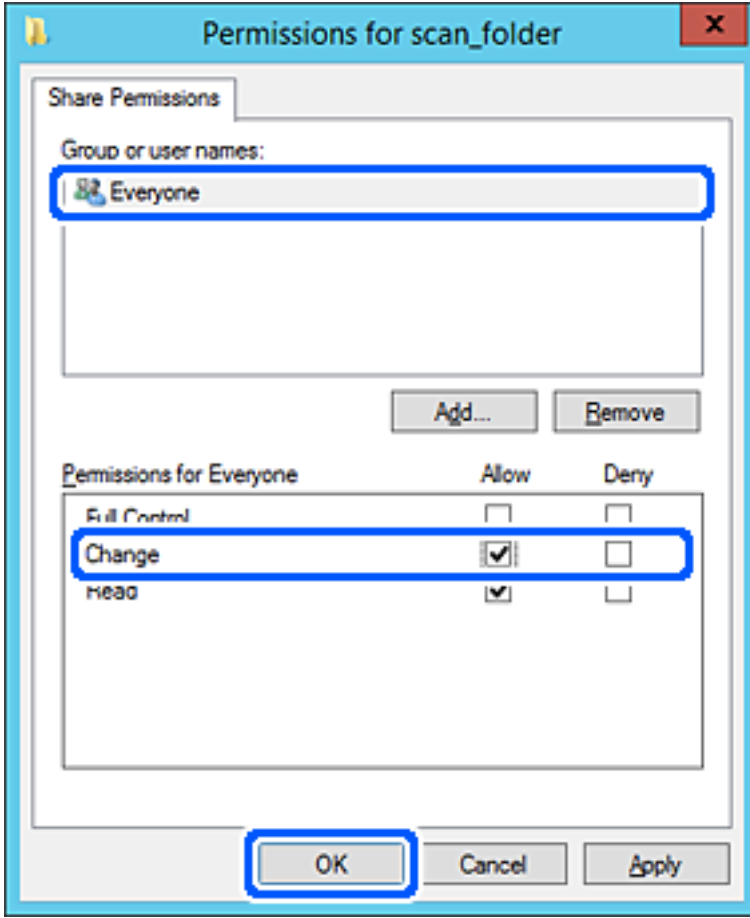 Permissions for scan_folder
x
Share Permissions
Group or user names:
Everyone
Add... Remove
Permissions for Everyone Allow Deny
Full Control
Change
Read
OK Cancel Apply